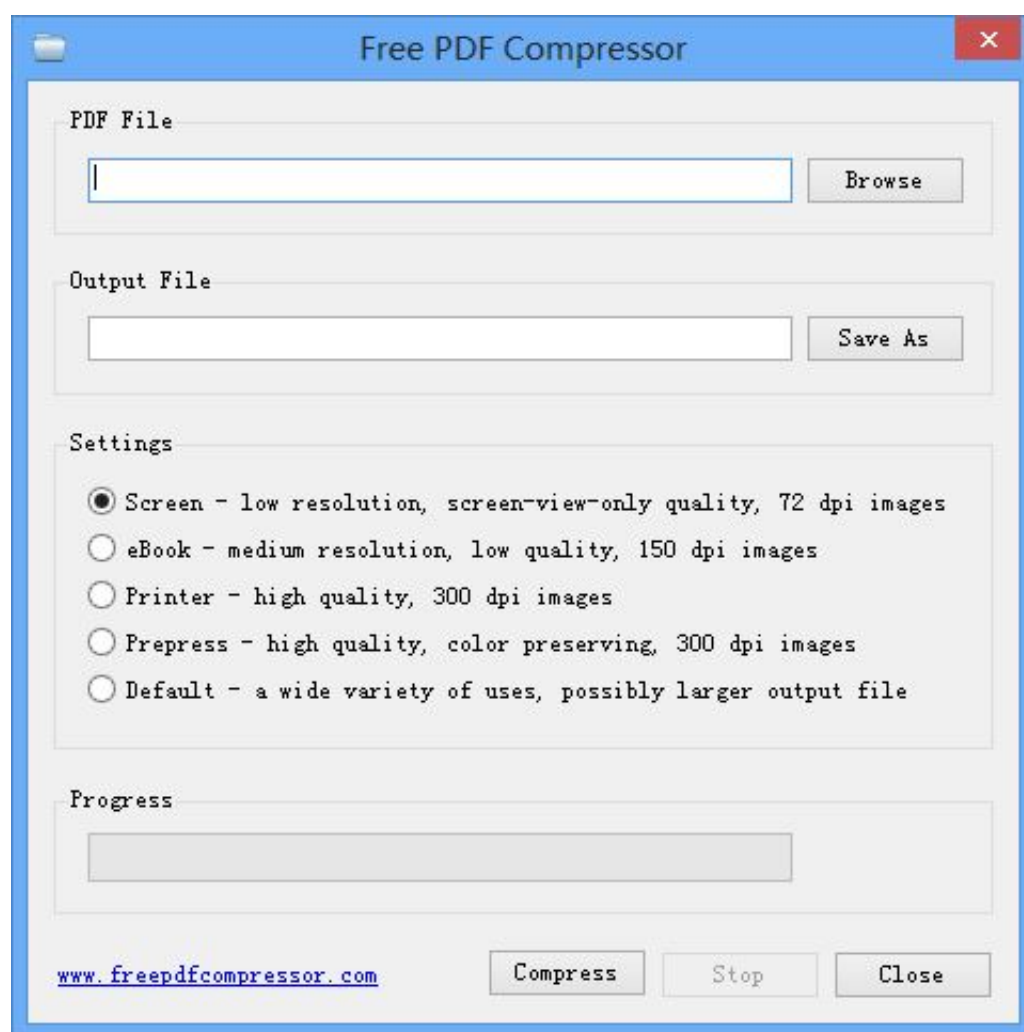 Free PDF Compressor
PDF File
Browse
Output File
Save As
Settings
Screen - low resolution, screen-view-only quality, 72 dpi images
eBook - medium resolution, low quality, 150 dpi images
Printer - high quality, 300 dpi images
Prepress - high quality, color preserving, 300 dpi images
Default - a wide variety of uses, possibly larger output file
Progress
www.freepdfcompressor.com Compress Stop Close